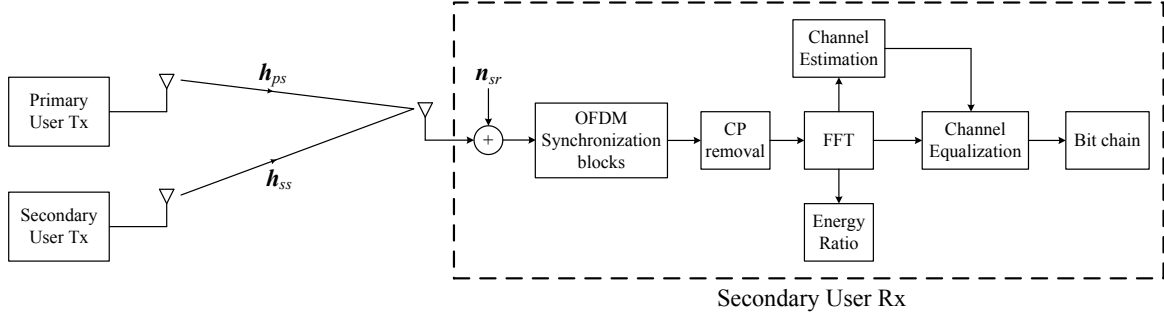 Primary
User Tx
Secondary
User Tx
h_ps
h_ss
n_sr
+
OFDM
Synchronization
blocks
CP
removal
FFT
Channel
Estimation
Energy
Ratio
Channel
Equalization
Bit chain
Secondary User Rx